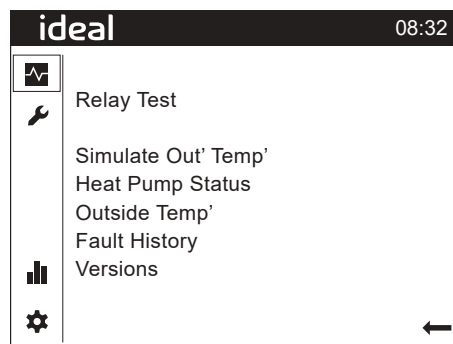 ideal 08:32
Relay Test
Simulate Out’ Temp’
Heat Pump Status
Outside Temp’
Fault History
Versions